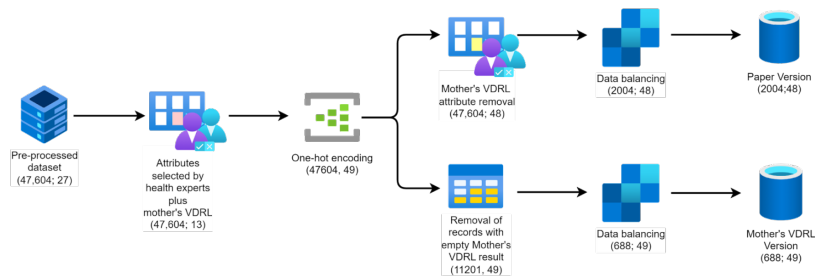 Pre-processed
dataset
(47,604; 27)
Attributes
selected by
health experts
plus
mother's VDRL
(47,604; 13)
One-hot encoding
(47604, 49)
Mother's VDRL
attribute removal
(47,604; 48)
Data balancing
(2004; 48)
Paper Version
(2004;48)
Removal of
records with
empty Mother's
VDRL result
(11201, 49)
Data balancing
(688; 49)
Mother's VDRL
Version
(688; 49)